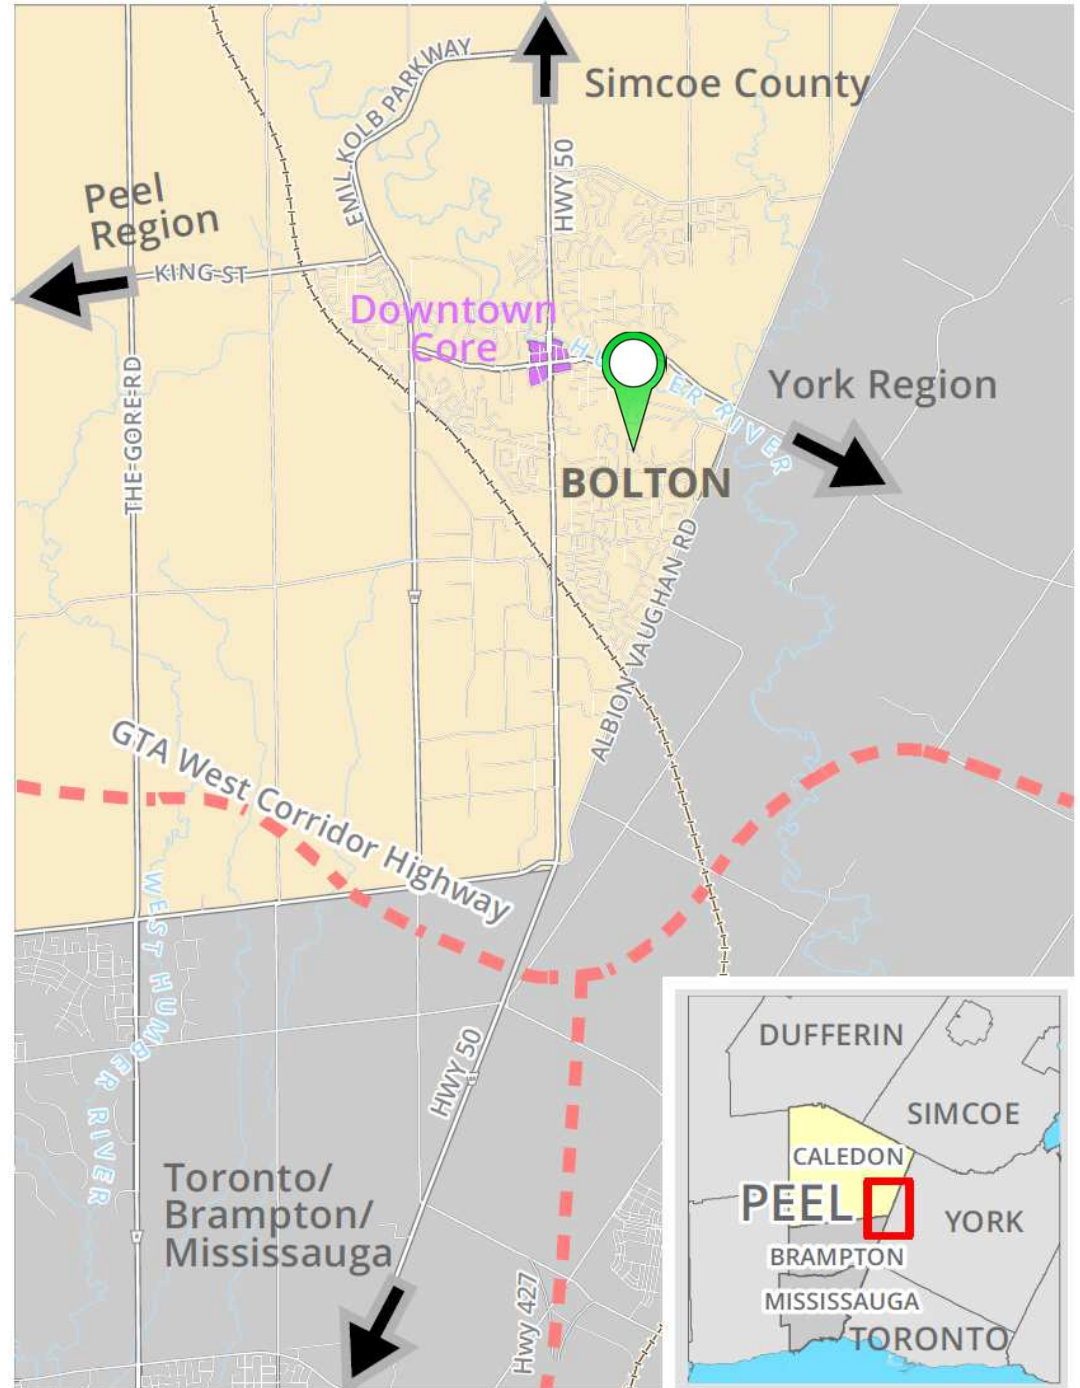 EMIL KOLB PARKWAY
Simcoe County
HWY 50
Peel
Region
KING ST
Downtown
Core
York Region
THE GORE RD
BOLTON
ALBION VAUGHAN RD
GTA West Corridor Highway
WEST HUMBER RIVER
HWY 50
Toronto/
Brampton/
Mississauga
Hwy 427
DUFFERIN
SIMCOE
CALEDON
PEEL
YORK
BRAMPTON
MISSISSAUGA
TORONTO